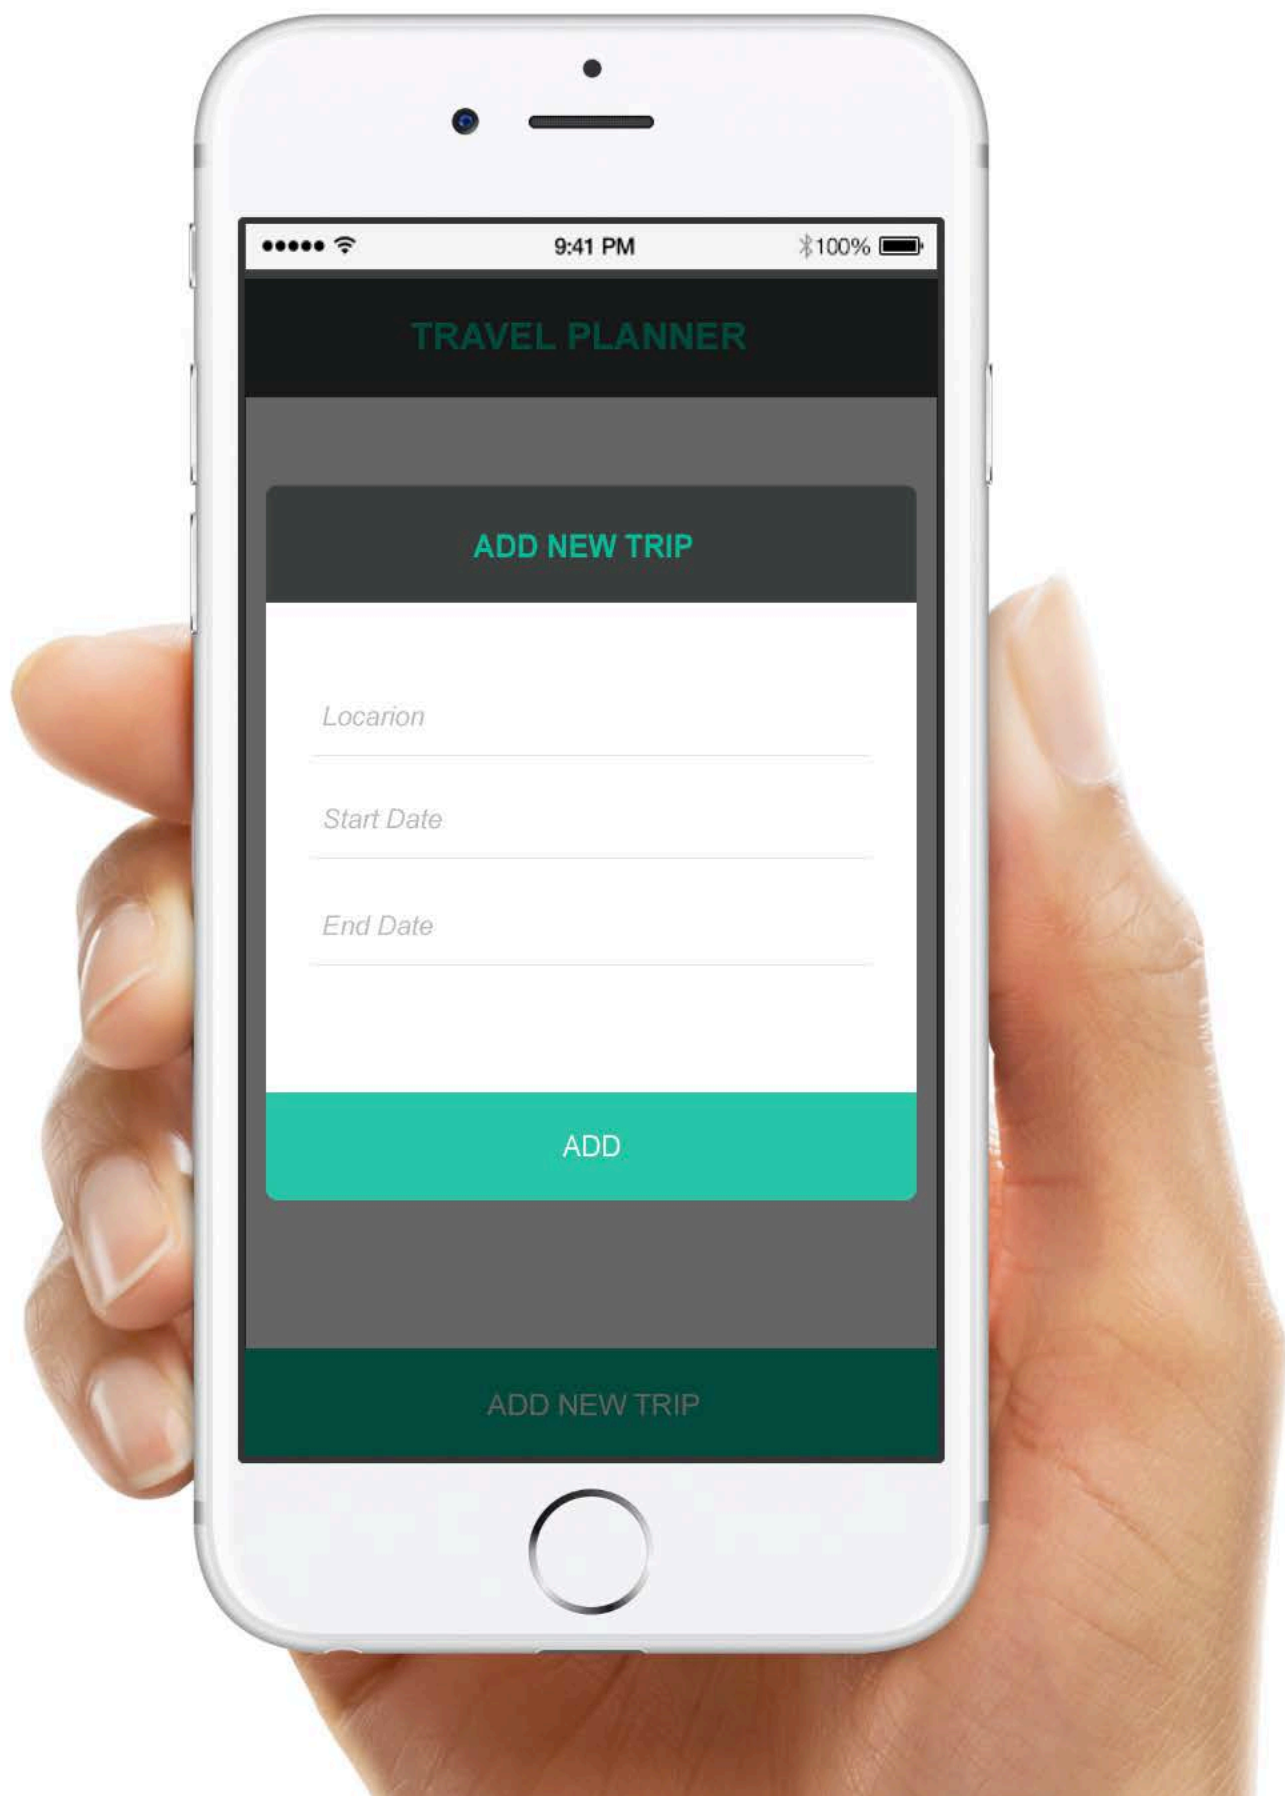 9:41 PM
100%
TRAVEL PLANNER
ADD NEW TRIP
Locarion
Start Date
End Date
ADD
ADD NEW TRIP